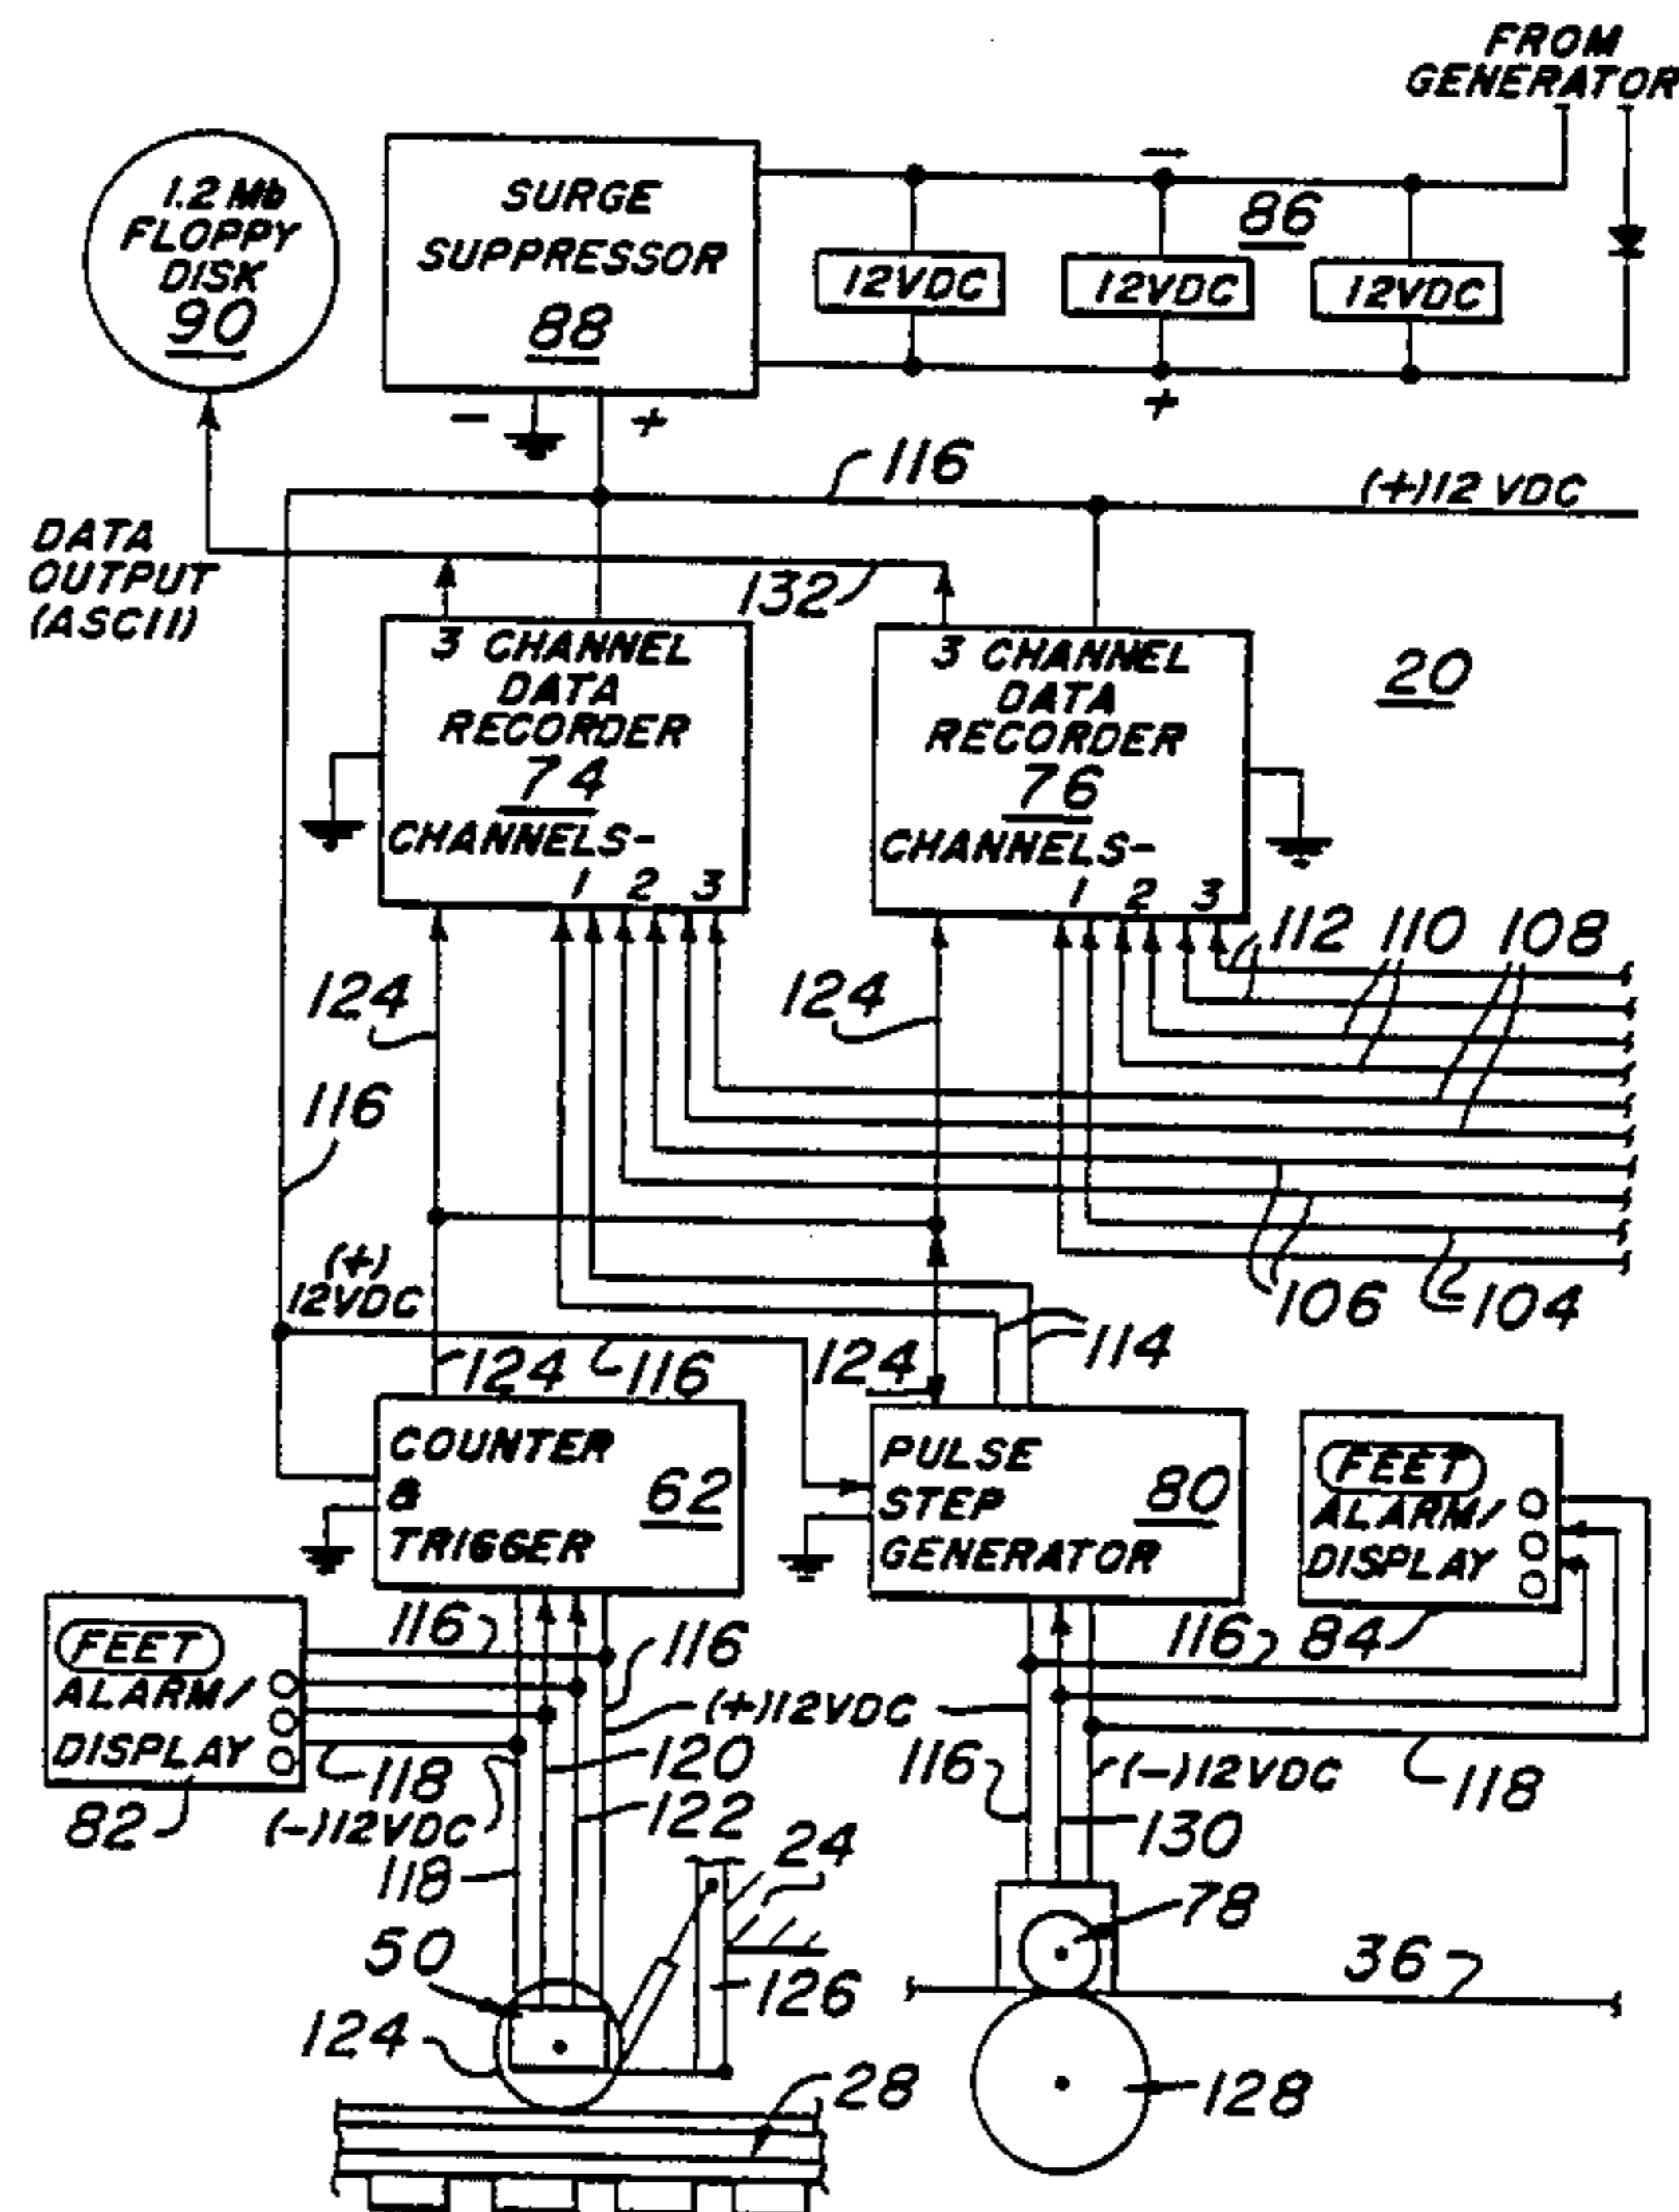 FROM
GENERATOR
1.2 Mb
FLOPPY
DISK
90
SURGE
SUPPRESSOR
88
−
86
12VDC
12VDC
12VDC
− +
+
116
(+)12 VDC
DATA
OUTPUT
(ASCII)
132
3 CHANNEL
DATA
RECORDER
74
CHANNELS-
1 2 3
3 CHANNEL
DATA
RECORDER
76
CHANNELS-
1 2 3
20
112 110 108
124
124
116
(+)
12VDC
106 104
114
124 116
124
COUNTER
&
TRIGGER
62
PULSE
STEP
GENERATOR
80
FEET
ALARM/
DISPLAY
84
FEET
ALARM/
DISPLAY
82
116
116
116
(+)12VDC
120
118
(-)12VDC
122
116
(-)12VDC
118
130
118
24
50
78
36
126
124
28
128